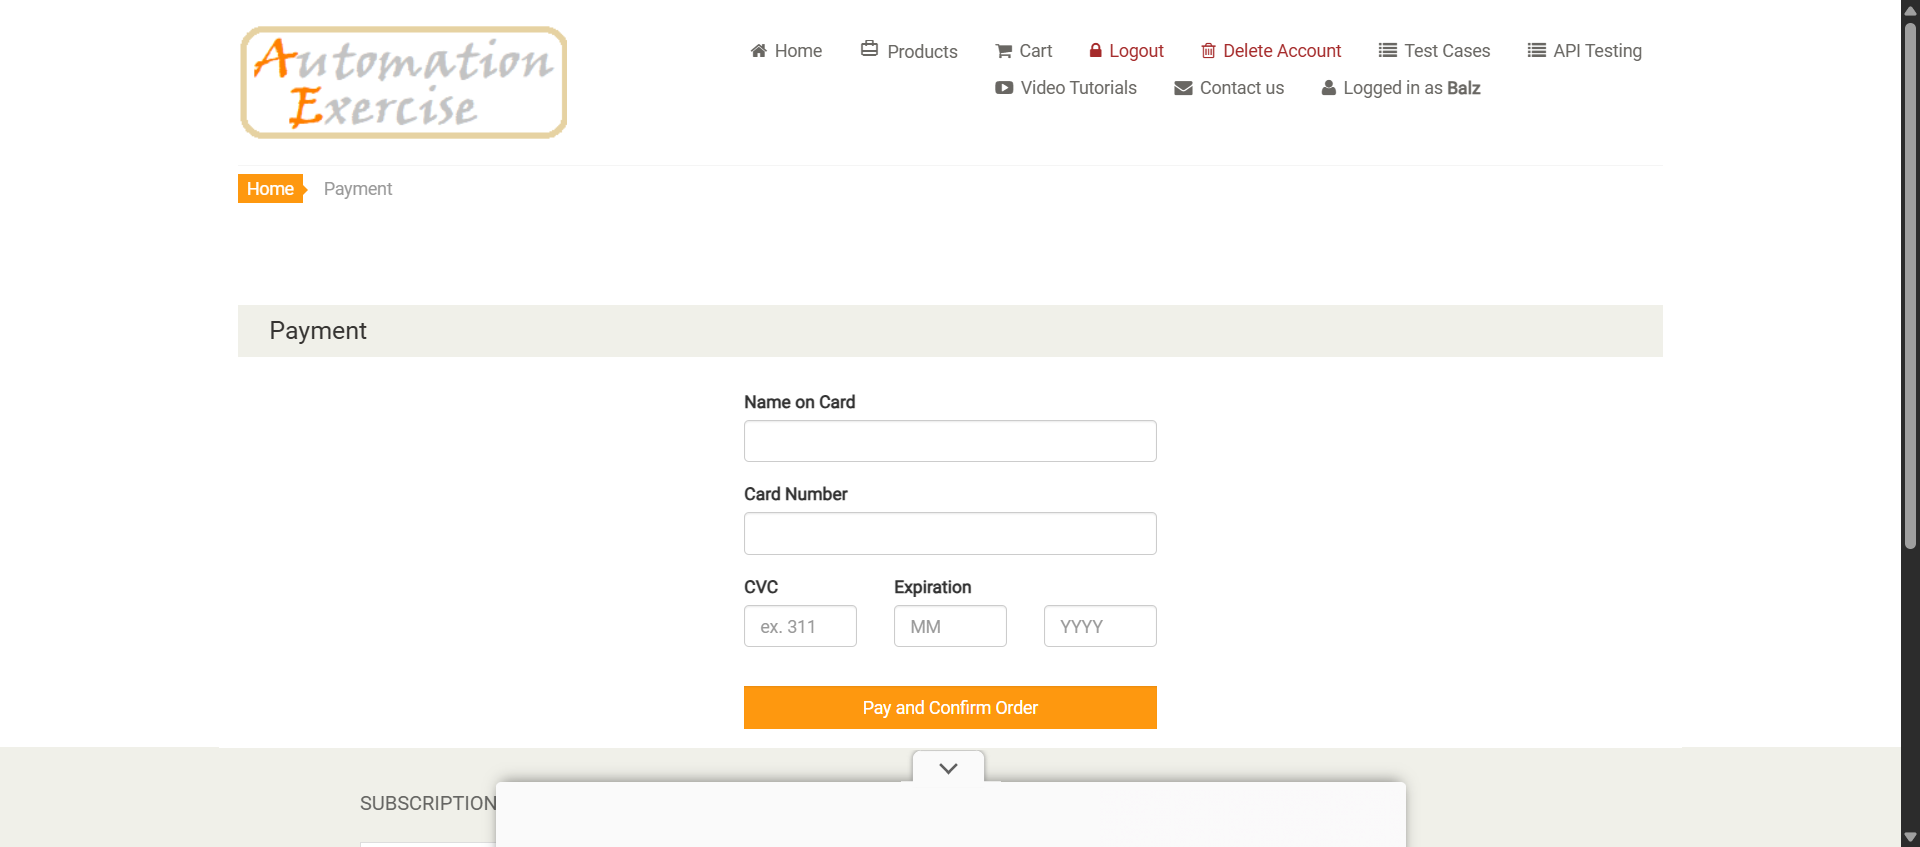 Automation
Exercise
Home Products Cart Logout Delete Account Test Cases API Testing
Video Tutorials Contact us Logged in as Balz
Home Payment
Payment
Name on Card
Card Number
CVC Expiration
ex. 311 MM YYYY
Pay and Confirm Order
SUBSCRIPTION